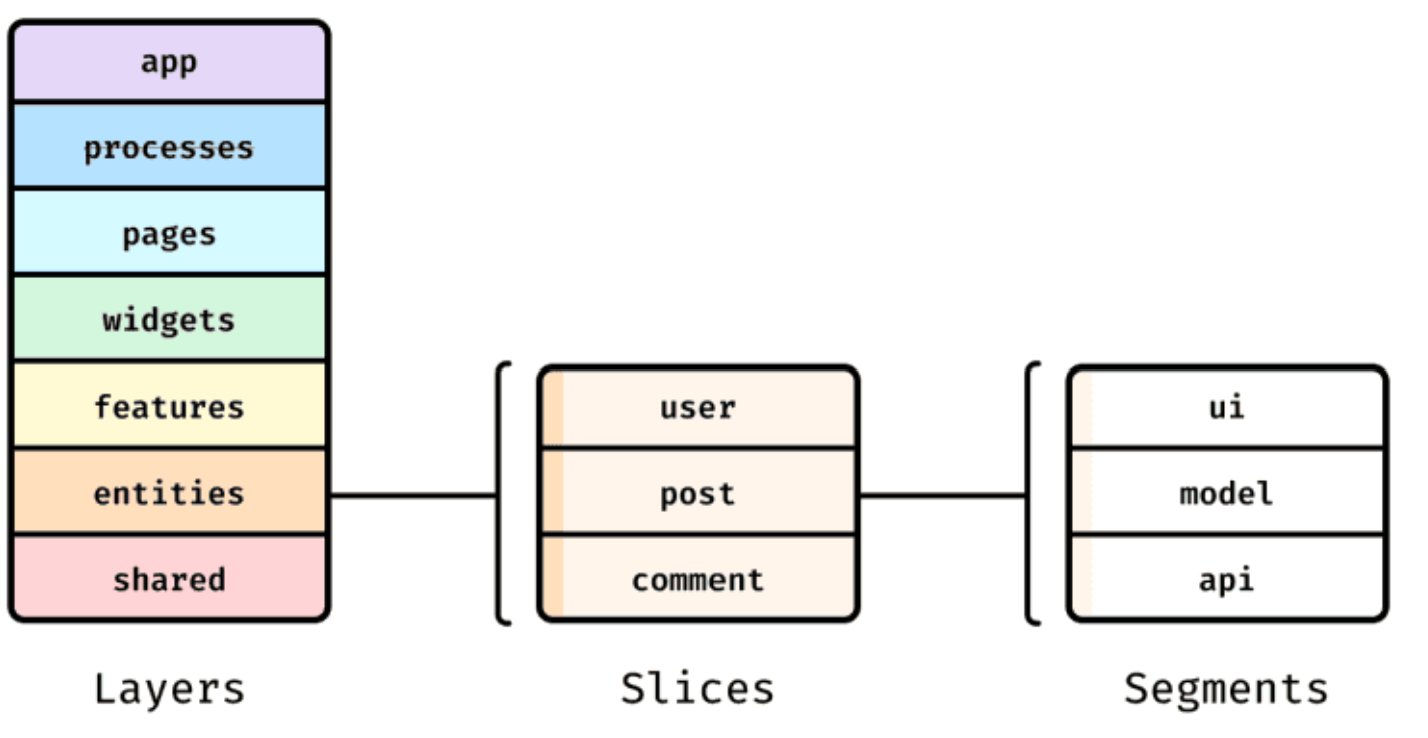 app
processes
pages
widgets
features
entities
shared
Layers
user
post
comment
Slices
ui
model
api
Segments